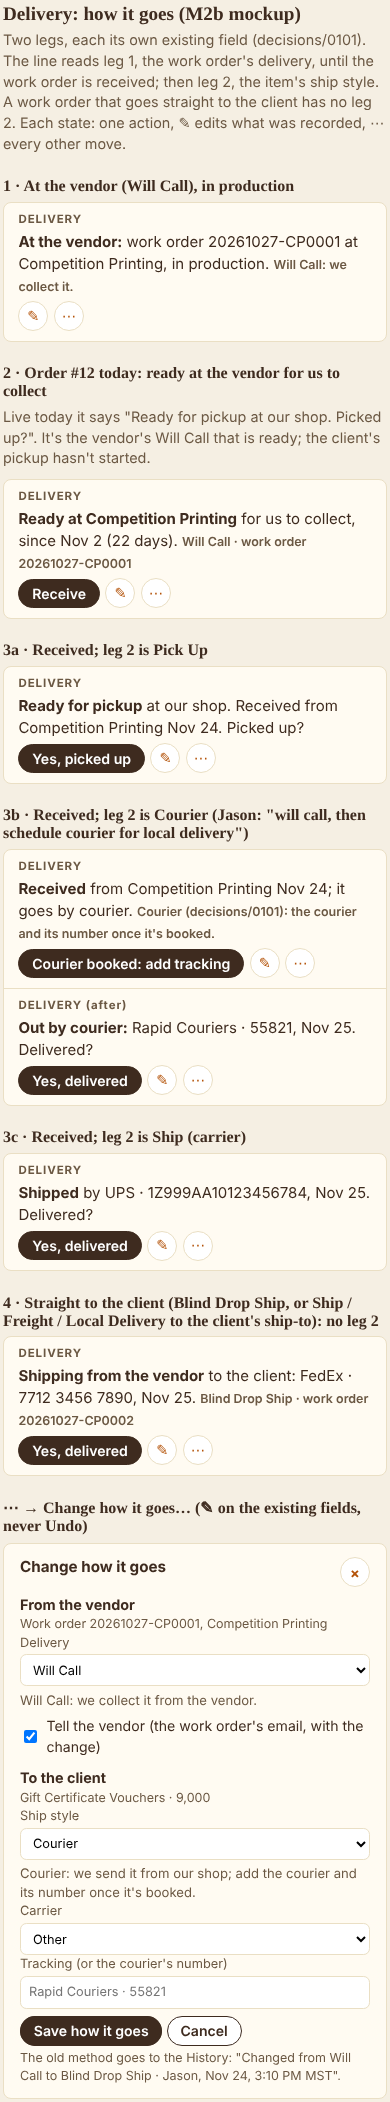 Delivery: how it goes (M2b mockup)
Two legs, each its own existing field (decisions/0101).
The line reads leg 1, the work order's delivery, until the
work order is received; then leg 2, the item's ship style.
A work order that goes straight to the client has no leg
2. Each state: one action, ✎ edits what was recorded, ⋯
every other move.
1 · At the vendor (Will Call), in production
DELIVERY
At the vendor: work order 20261027-CP0001 at
Competition Printing, in production. Will Call: we
collect it.
✎ ⋯
2 · Order #12 today: ready at the vendor for us to
collect
Live today it says "Ready for pickup at our shop. Picked
up?". It's the vendor's Will Call that is ready; the client's
pickup hasn't started.
DELIVERY
Ready at Competition Printing for us to collect,
since Nov 2 (22 days). Will Call · work order
20261027-CP0001
Receive ✎ ⋯
3a · Received; leg 2 is Pick Up
DELIVERY
Ready for pickup at our shop. Received from
Competition Printing Nov 24. Picked up?
Yes, picked up ✎ ⋯
3b · Received; leg 2 is Courier (Jason: "will call, then
schedule courier for local delivery")
DELIVERY
Received from Competition Printing Nov 24; it
goes by courier. Courier (decisions/0101): the courier
and its number once it's booked.
Courier booked: add tracking ✎ ⋯
DELIVERY (after)
Out by courier: Rapid Couriers · 55821, Nov 25.
Delivered?
Yes, delivered ✎ ⋯
3c · Received; leg 2 is Ship (carrier)
DELIVERY
Shipped by UPS · 1Z999AA10123456784, Nov 25.
Delivered?
Yes, delivered ✎ ⋯
4 · Straight to the client (Blind Drop Ship, or Ship /
Freight / Local Delivery to the client's ship-to): no leg 2
DELIVERY
Shipping from the vendor to the client: FedEx ·
7712 3456 7890, Nov 25. Blind Drop Ship · work order
20261027-CP0002
Yes, delivered ✎ ⋯
⋯ → Change how it goes… (✎ on the existing fields,
never Undo)
Change how it goes ×
From the vendor
Work order 20261027-CP0001, Competition Printing
Delivery
Will Call
Will Call: we collect it from the vendor.
Tell the vendor (the work order's email, with the
change)
To the client
Gift Certificate Vouchers · 9,000
Ship style
Courier
Courier: we send it from our shop; add the courier and
its number once it's booked.
Carrier
Other
Tracking (or the courier's number)
Rapid Couriers · 55821
Save how it goes Cancel
The old method goes to the History: "Changed from Will
Call to Blind Drop Ship · Jason, Nov 24, 3:10 PM MST".